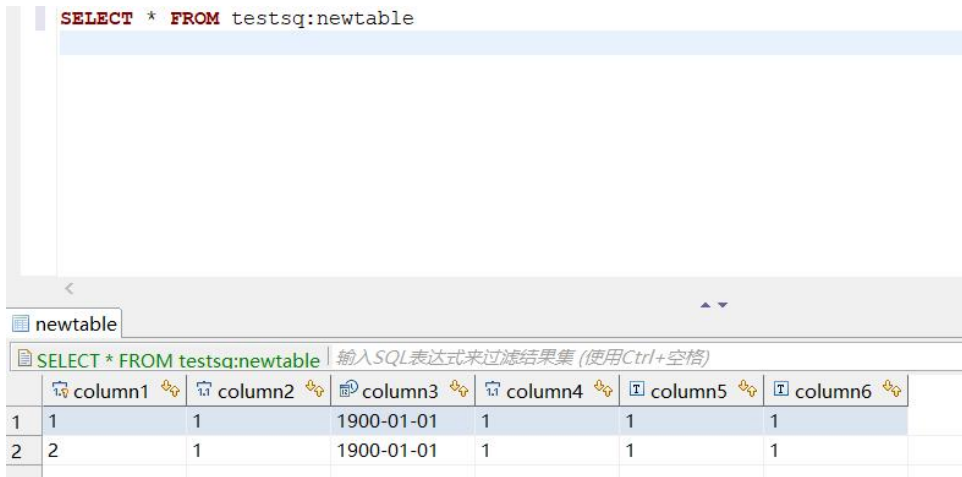 SELECT * FROM testsq:newtable
newtable
SELECT * FROM testsq:newtable 输入SQL表达式来过滤结果集 (使用Ctrl+空格)
column1 column2 column3 column4 column5 column6
1 1 1 1900-01-01 1 1 1
2 2 1 1900-01-01 1 1 1